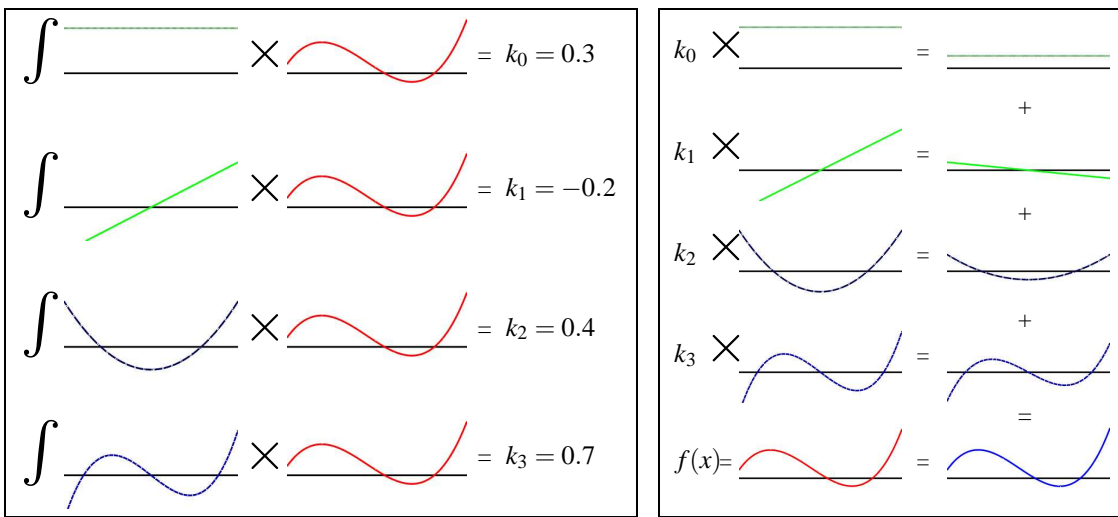 ∫ × = k₀ = 0.3
∫ × = k₁ = −0.2
∫ × = k₂ = 0.4
∫ × = k₃ = 0.7
k₀ × =
+
k₁ × =
+
k₂ × =
+
k₃ × =
=
f(x)= =